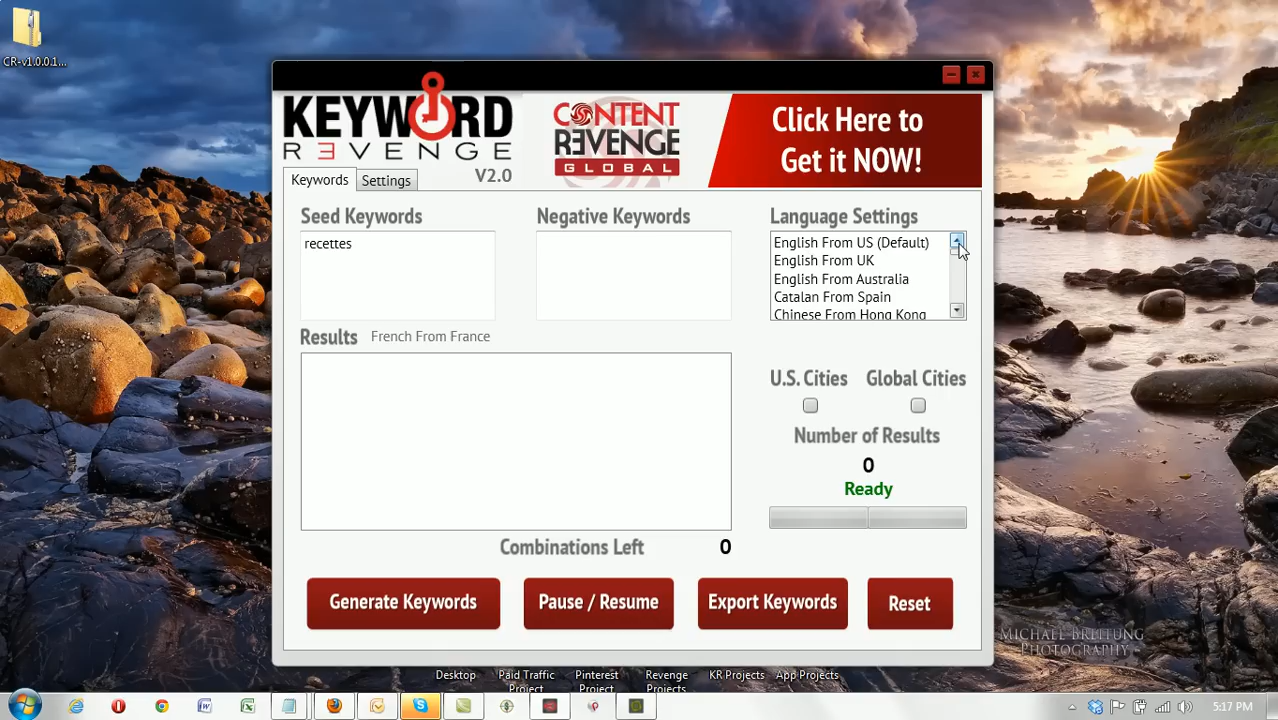 CR-v1.0.0.1...
KEYWORD
REVENGE
V2.0
CONTENT
REVENGE
GLOBAL
Click Here to
Get it NOW!
Keywords
Settings
Seed Keywords
Negative Keywords
Language Settings
recettes
English From US (Default)
English From UK
English From Australia
Catalan From Spain
Chinese From Hong Kong
Results
French From France
U.S. Cities
Global Cities
Number of Results
0
Ready
Combinations Left
0
Generate Keywords
Pause / Resume
Export Keywords
Reset
MICHAEL BREITUNG
PHOTOGRAPHY
Desktop
Paid Traffic
Project
Pinterest
Project
Revenge
Projects
KR Projects
App Projects
5:17 PM